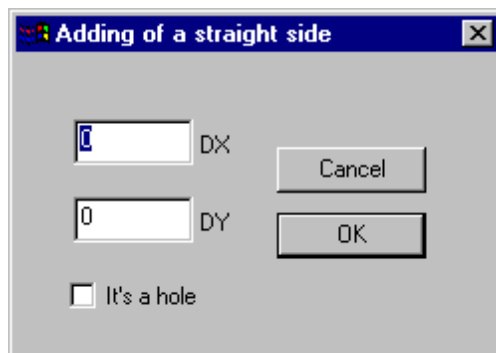 Adding of a straight side
0 DX
Cancel
0 DY
OK
It's a hole